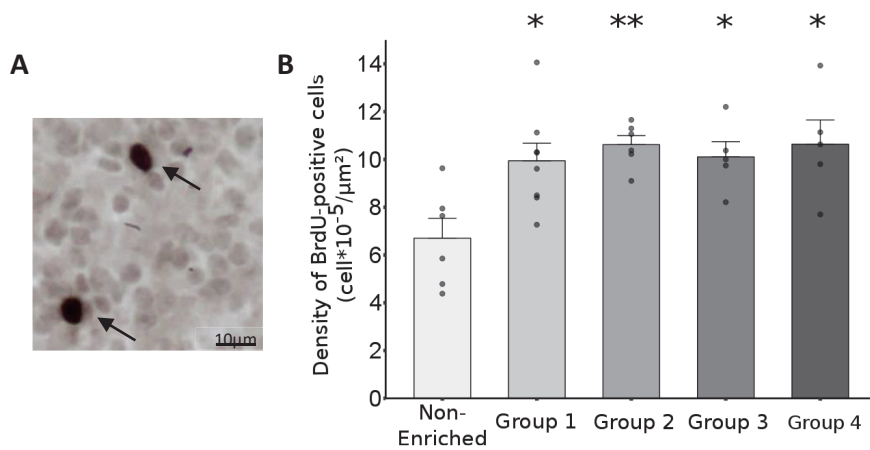 A
10µm
B
* ** * *
Density of BrdU-positive cells
(cell*10⁻⁵/µm²)
14
12
10
8
6
4
2
0
Non-
Enriched
Group 1
Group 2
Group 3
Group 4